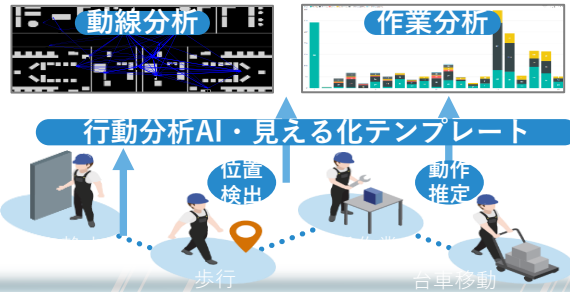 動線分析
作業分析
行動分析AI・見える化テンプレート
位置
検出
動作
推定
歩行
台車移動